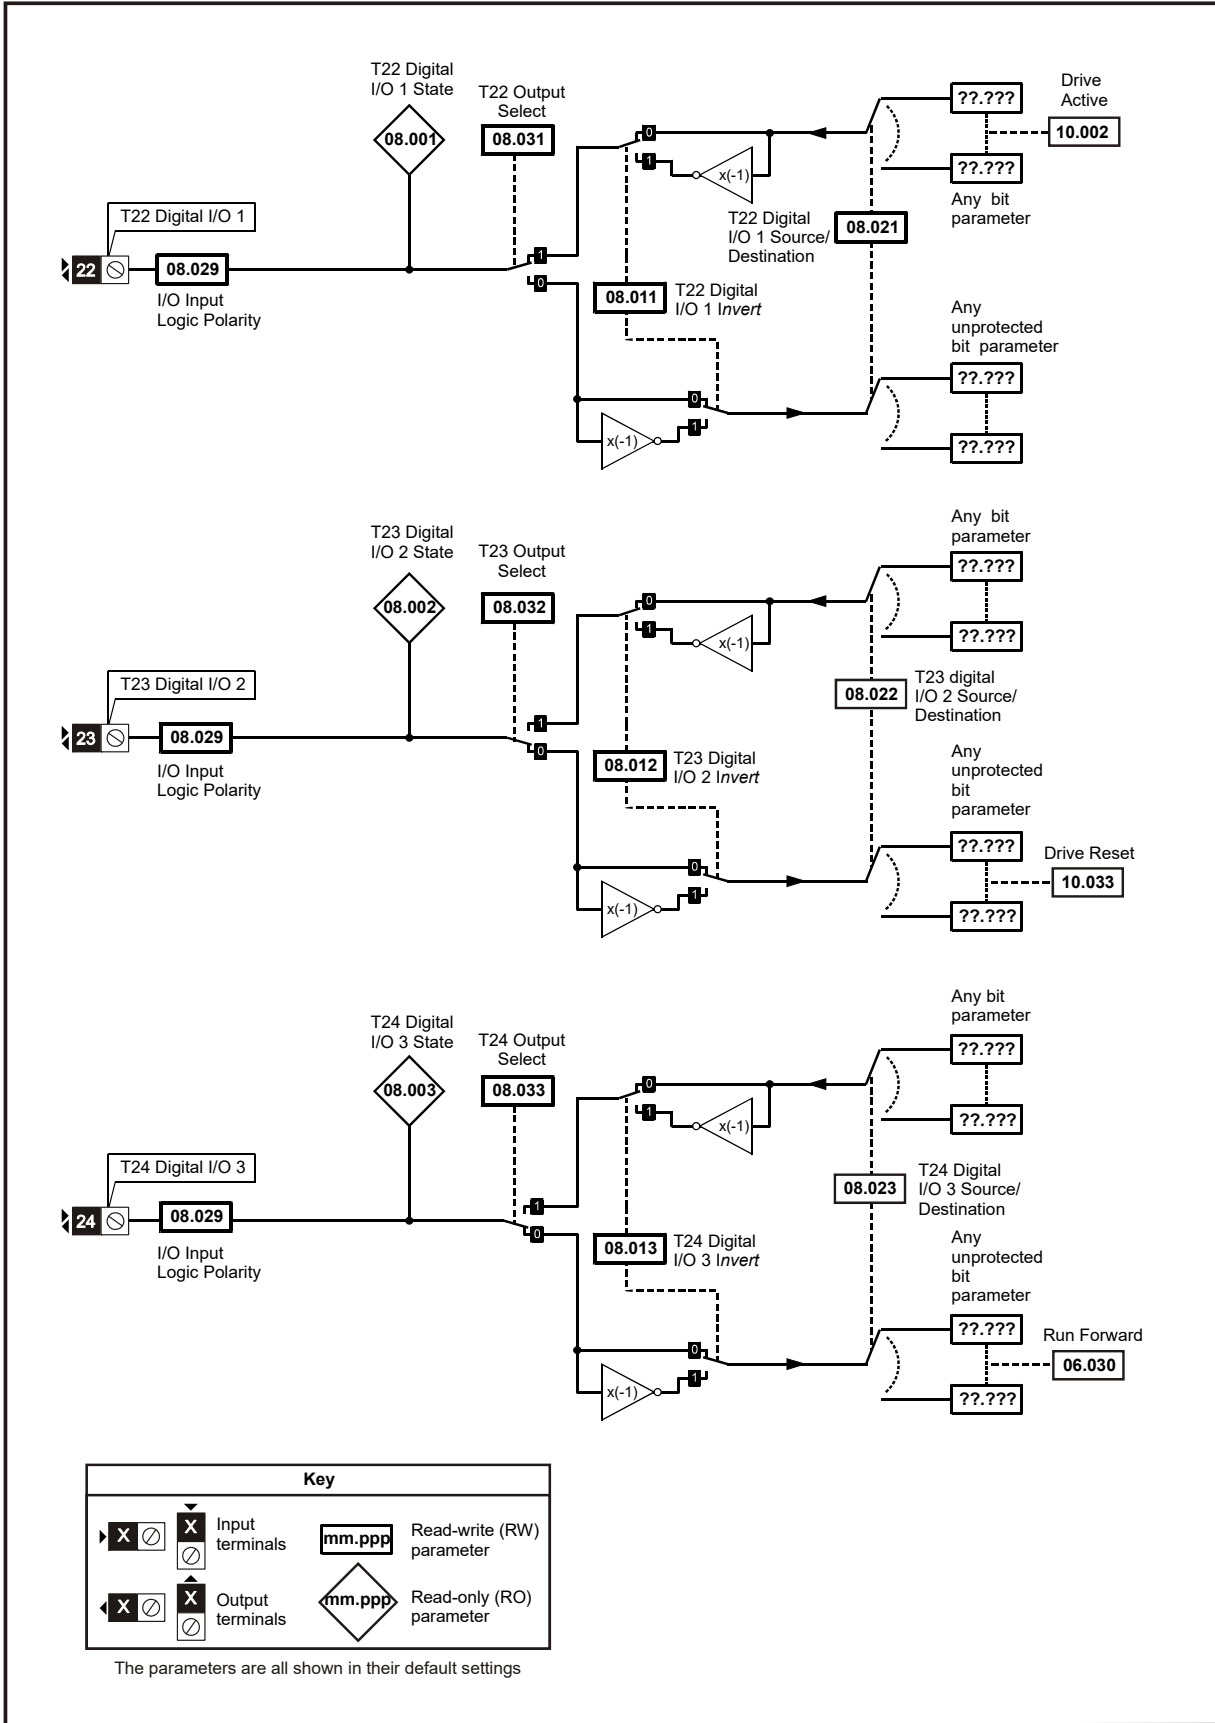 T22 Digital
I/O 1 State
08.001
T22 Output
Select
08.031
0
1
x(-1)
??.???
??.???
Drive
Active
10.002
Any bit
parameter
T22 Digital I/O 1
22
08.029
I/O Input
Logic Polarity
1
0
08.011
T22 Digital
I/O 1 Invert
T22 Digital
I/O 1 Source/
Destination
08.021
Any
unprotected
bit parameter
??.???
??.???
0
1
x(-1)
T23 Digital
I/O 2 State
08.002
T23 Output
Select
08.032
0
1
x(-1)
Any bit
parameter
??.???
??.???
T23 Digital I/O 2
23
08.029
I/O Input
Logic Polarity
1
0
08.012
T23 Digital
I/O 2 Invert
08.022
T23 digital
I/O 2 Source/
Destination
Any
unprotected
bit
parameter
??.???
??.???
Drive Reset
10.033
0
1
x(-1)
T24 Digital
I/O 3 State
08.003
T24 Output
Select
08.033
0
1
x(-1)
Any bit
parameter
??.???
??.???
T24 Digital I/O 3
24
08.029
I/O Input
Logic Polarity
1
0
08.013
T24 Digital
I/O 3 Invert
08.023
T24 Digital
I/O 3 Source/
Destination
Any
unprotected
bit
parameter
??.???
??.???
Run Forward
06.030
0
1
x(-1)
Key
X
X
Input
terminals
mm.ppp
Read-write (RW)
parameter
X
X
Output
terminals
mm.ppp
Read-only (RO)
parameter
The parameters are all shown in their default settings